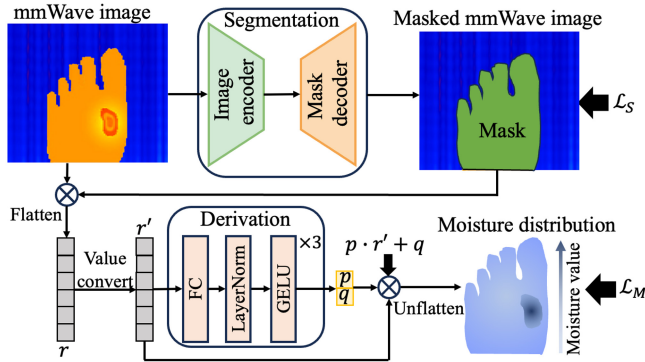 mmWave image
Segmentation
Masked mmWave image
Image encoder
Mask decoder
Mask
ℒ_S
Flatten
r′
Derivation
×3
p · r′ + q
Moisture distribution
Value convert
FC
LayerNorm
GELU
p
q
Unflatten
Moisture value
ℒ_M
r